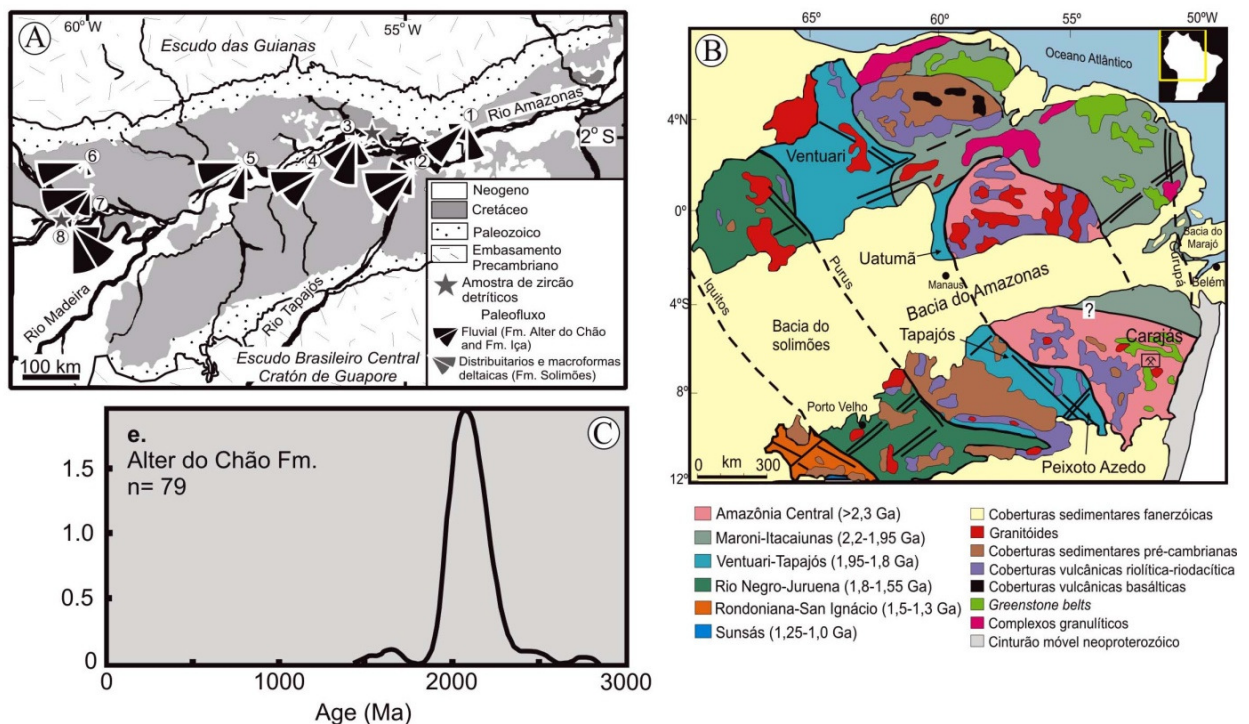 A
60° W
55° W
Escudo das Guianas
Rio Amazonas
2° S
1
2
3
4
5
6
7
8
Rio Madeira
Rio Tapajós
Escudo Brasileiro Central
Cratón de Guapore
100 km
Neogeno
Cretáceo
Paleozoico
Embasamento
Precambriano
Amostra de zircão
detríticos
Paleofluxo
Fluvial (Fm. Alter do Chão
and Fm. Iça)
Distribuitarios e macroformas
deltaicas (Fm. Solimões)
B
65°
60°
55°
50°W
Oceano Atlântico
4°N
0°
4°S
8°
12°
Ventuari
Uatumã
Manaus
Bacia do Amazonas
Bacia do
Marajó
Belém
Gurupá
Purus
Iquitos
Bacia do
solimões
Tapajós
?
Carajás
Porto Velho
Peixoto Azedo
0 km 300
Amazônia Central (>2,3 Ga)
Maroni-Itacaiunas (2,2-1,95 Ga)
Ventuari-Tapajós (1,95-1,8 Ga)
Rio Negro-Juruena (1,8-1,55 Ga)
Rondoniana-San Ignácio (1,5-1,3 Ga)
Sunsás (1,25-1,0 Ga)
Coberturas sedimentares fanerzóicas
Granitóides
Coberturas sedimentares pré-cambrianas
Coberturas vulcânicas riolítica-riodacítica
Coberturas vulcânicas basálticas
Greenstone belts
Complexos granulíticos
Cinturão móvel neoproterozóico
C
e.
Alter do Chão Fm.
n= 79
1.5
1.0
0.5
0
0 1000 2000 3000
Age (Ma)